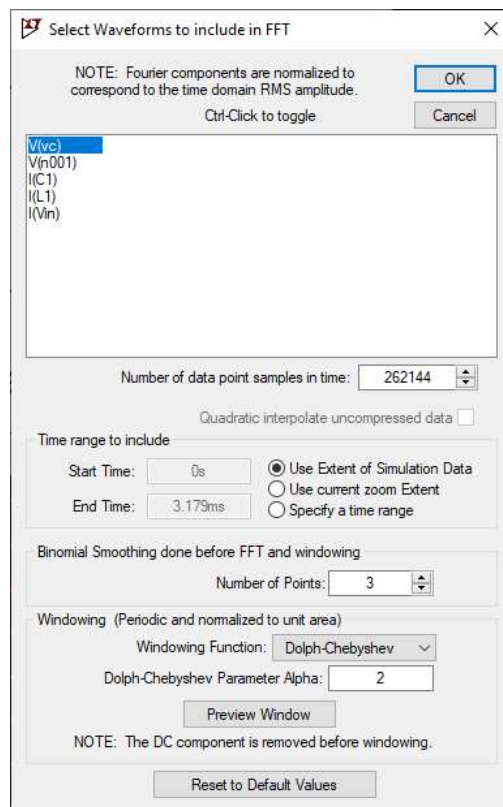 Select Waveforms to include in FFT
NOTE: Fourier components are normalized to
correspond to the time domain RMS amplitude.
OK
Ctrl-Click to toggle
Cancel
V(vc)
V(n001)
I(C1)
I(L1)
I(Vin)
Number of data point samples in time: 262144
Quadratic interpolate uncompressed data
Time range to include
Start Time: 0s
Use Extent of Simulation Data
Use current zoom Extent
End Time: 3.179ms
Specify a time range
Binomial Smoothing done before FFT and windowing
Number of Points: 3
Windowing (Periodic and normalized to unit area)
Windowing Function: Dolph-Chebyshev
Dolph-Chebyshev Parameter Alpha: 2
Preview Window
NOTE: The DC component is removed before windowing.
Reset to Default Values